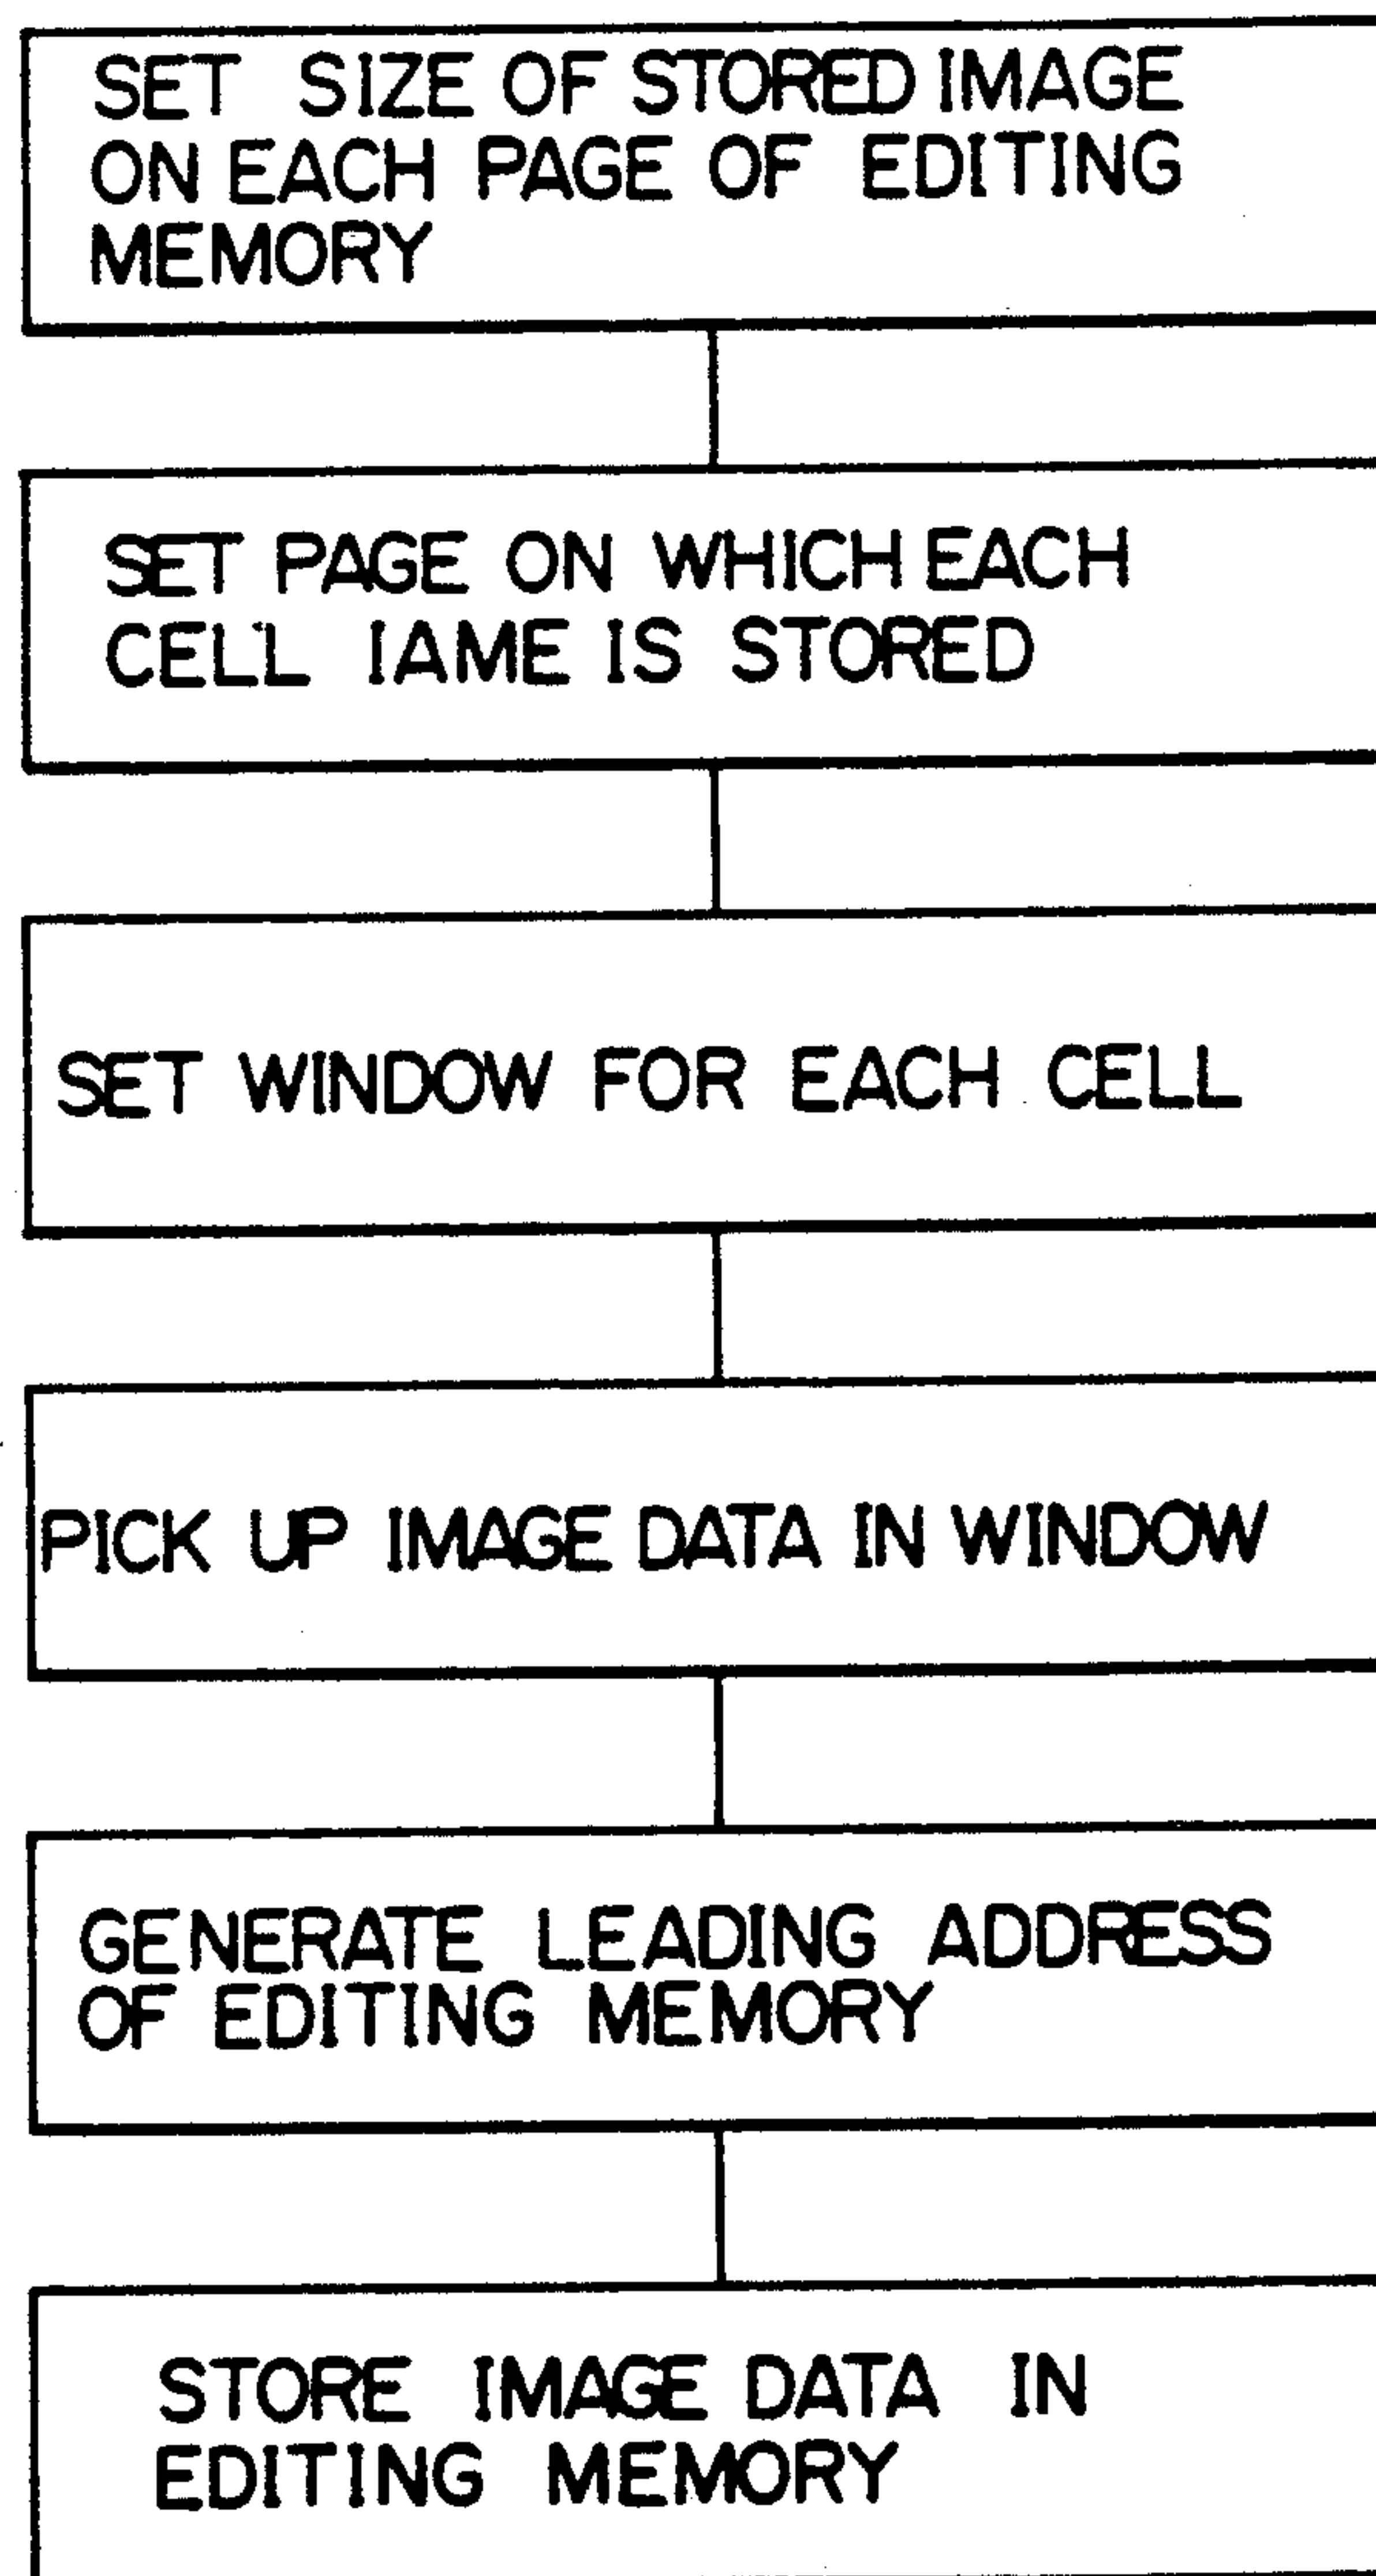 SET SIZE OF STORED IMAGE
ON EACH PAGE OF EDITING
MEMORY
SET PAGE ON WHICH EACH
CELL IAME IS STORED
SET WINDOW FOR EACH CELL
PICK UP IMAGE DATA IN WINDOW
GENERATE LEADING ADDRESS
OF EDITING MEMORY
STORE IMAGE DATA IN
EDITING MEMORY